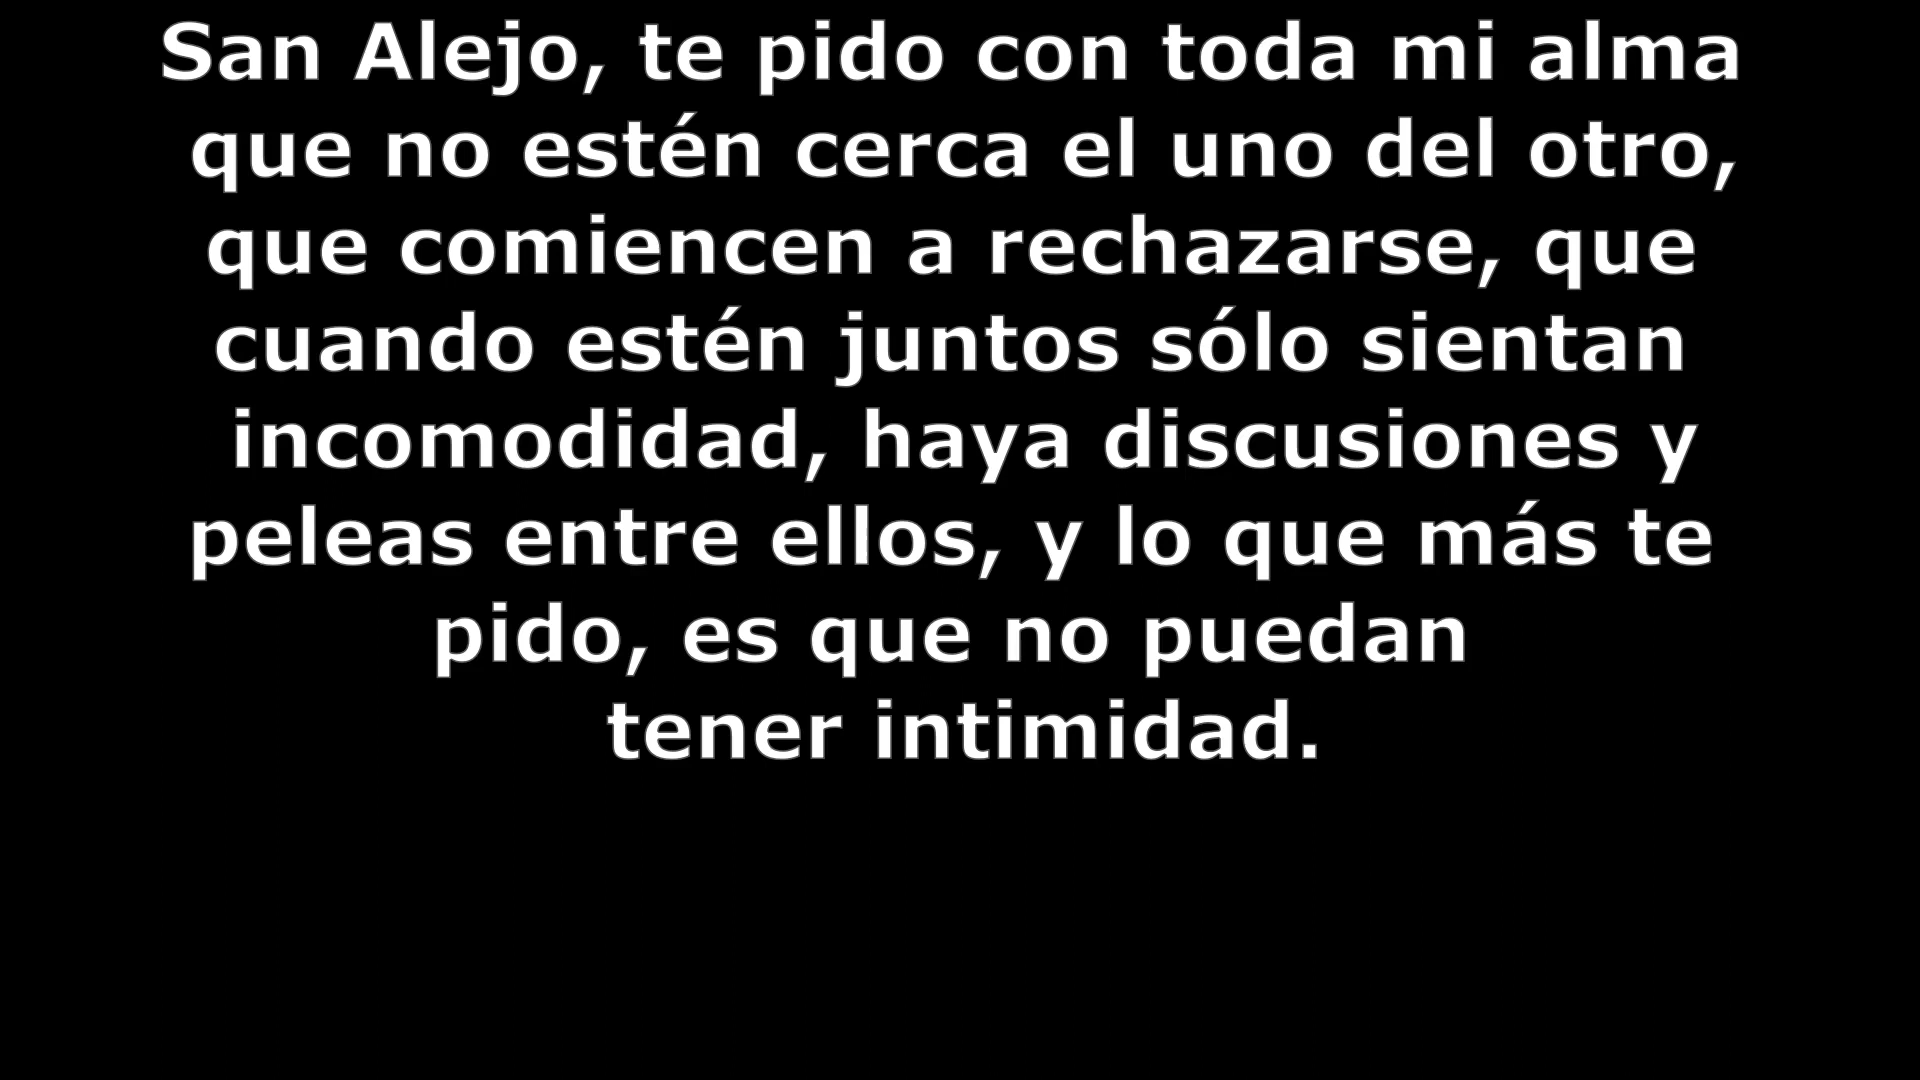 San Alejo, te pido con toda mi alma
que no estén cerca el uno del otro,
que comiencen a rechazarse, que
cuando estén juntos sólo sientan
incomodidad, haya discusiones y
peleas entre ellos, y lo que más te
pido, es que no puedan
tener intimidad.